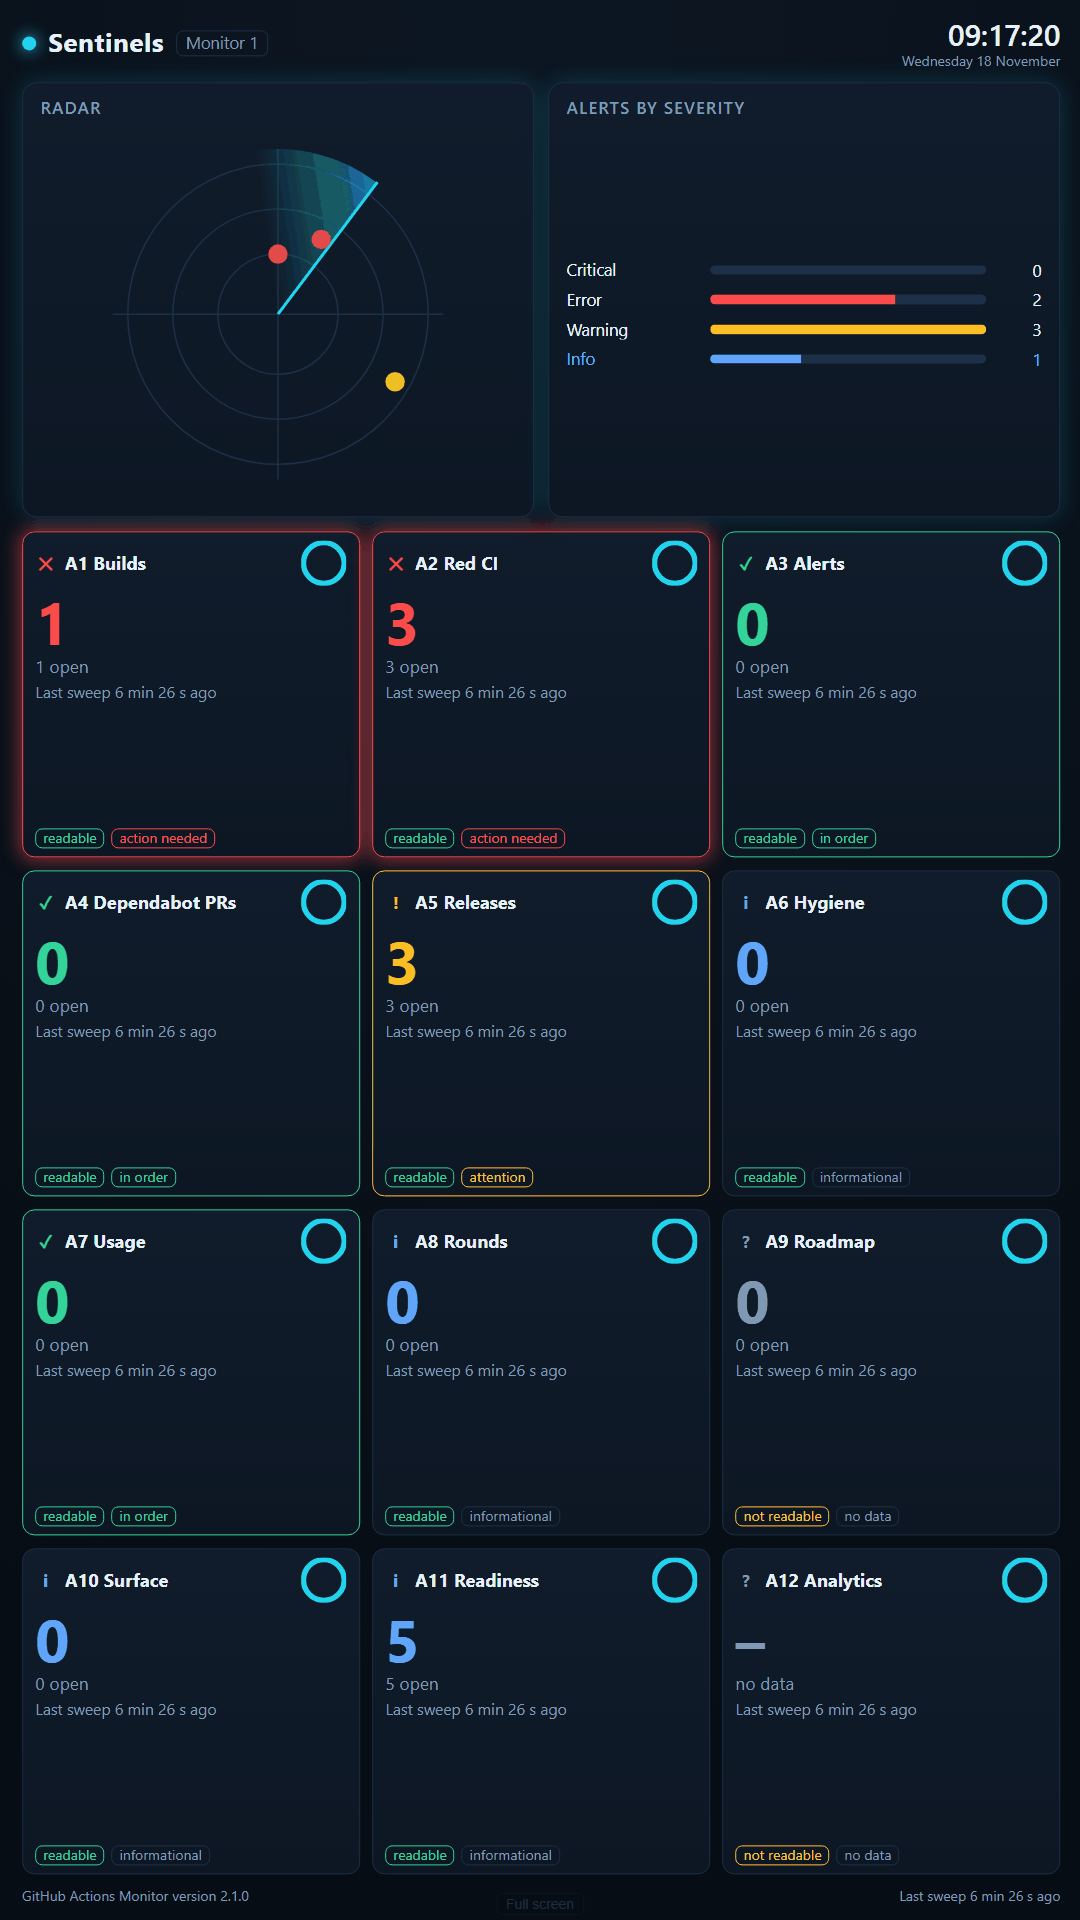 Sentinels Monitor 1
09:17:20
Wednesday 18 November
RADAR
ALERTS BY SEVERITY
Critical 0
Error 2
Warning 3
Info 1
A1 Builds
1
1 open
Last sweep 6 min 26 s ago
readable action needed
A2 Red CI
3
3 open
Last sweep 6 min 26 s ago
readable action needed
A3 Alerts
0
0 open
Last sweep 6 min 26 s ago
readable in order
A4 Dependabot PRs
0
0 open
Last sweep 6 min 26 s ago
readable in order
! A5 Releases
3
3 open
Last sweep 6 min 26 s ago
readable attention
i A6 Hygiene
0
0 open
Last sweep 6 min 26 s ago
readable informational
A7 Usage
0
0 open
Last sweep 6 min 26 s ago
readable in order
i A8 Rounds
0
0 open
Last sweep 6 min 26 s ago
readable informational
? A9 Roadmap
0
0 open
Last sweep 6 min 26 s ago
not readable no data
i A10 Surface
0
0 open
Last sweep 6 min 26 s ago
readable informational
i A11 Readiness
5
5 open
Last sweep 6 min 26 s ago
readable informational
? A12 Analytics
—
no data
Last sweep 6 min 26 s ago
not readable no data
GitHub Actions Monitor version 2.1.0
Full screen
Last sweep 6 min 26 s ago